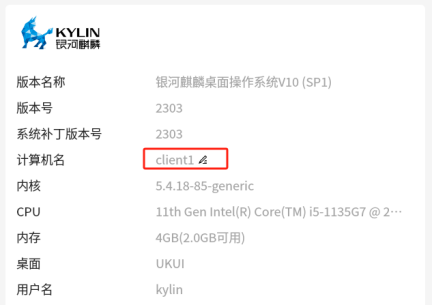 KYLIN
银河麒麟
版本名称 银河麒麟桌面操作系统V10 (SP1)
版本号 2303
系统补丁版本号 2303
计算机名 client1
内核 5.4.18-85-generic
CPU 11th Gen Intel(R) Core(TM) i5-1135G7 @ 2···
内存 4GB(2.0GB可用)
桌面 UKUI
用户名 kylin